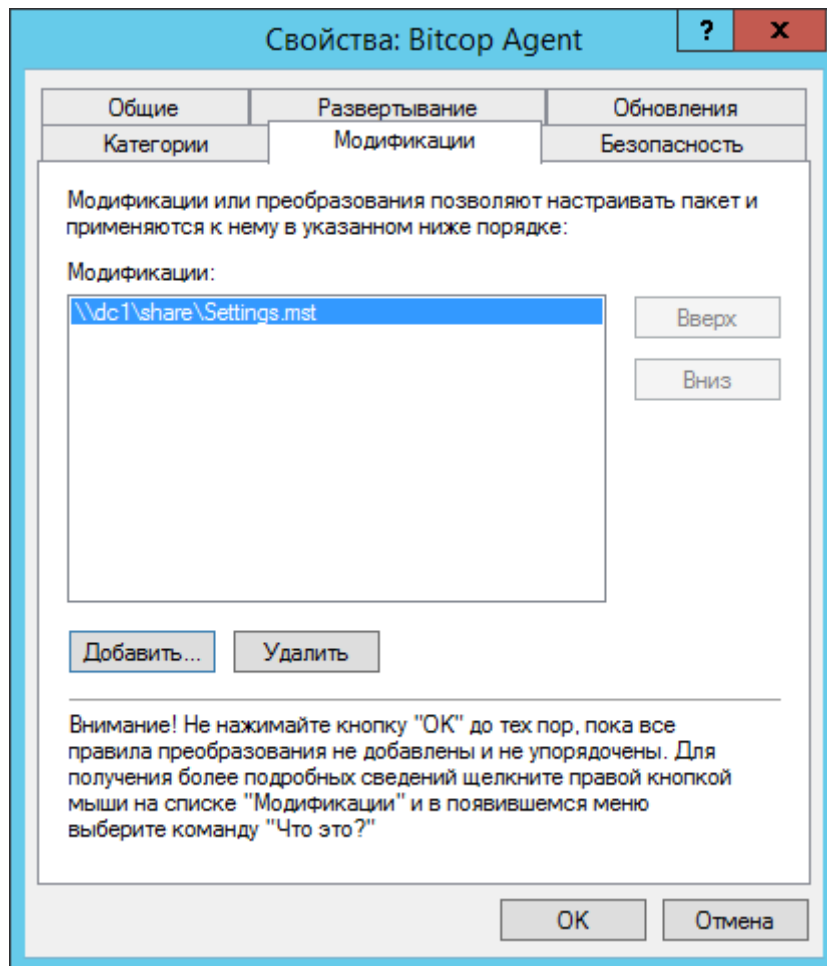 Свойства: Bitcop Agent
?
x
Общие
Развертывание
Обновления
Категории
Модификации
Безопасность
Модификации или преобразования позволяют настраивать пакет и
применяются к нему в указанном ниже порядке:
Модификации:
\\dc1\share\Settings.mst
Вверх
Вниз
Добавить...
Удалить
Внимание! Не нажимайте кнопку "ОК" до тех пор, пока все
правила преобразования не добавлены и не упорядочены. Для
получения более подробных сведений щелкните правой кнопкой
мыши на списке "Модификации" и в появившемся меню
выберите команду "Что это?"
ОК
Отмена